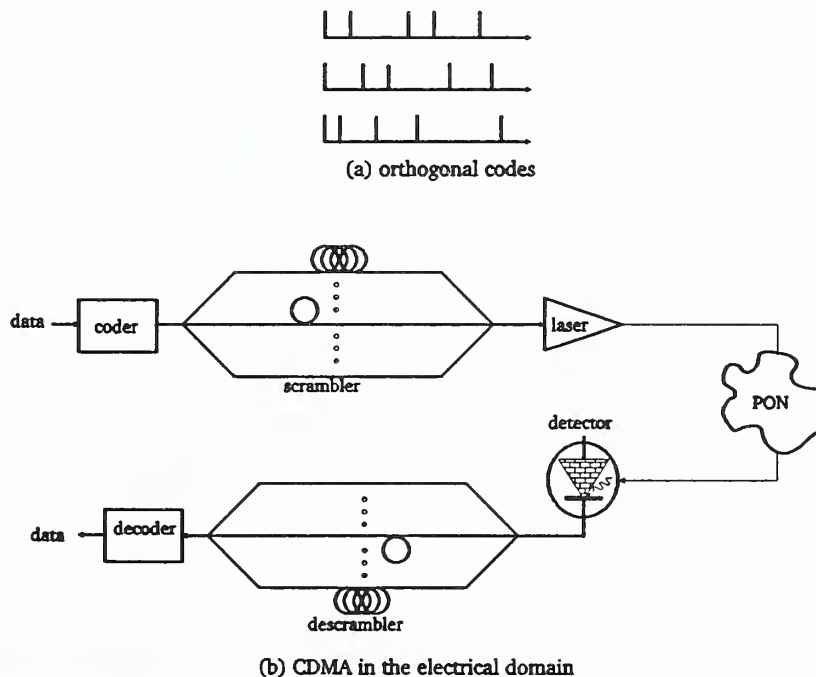 (a) orthogonal codes
data
coder
scrambler
laser
PON
detector
data
decoder
descrambler
(b) CDMA in the electrical domain